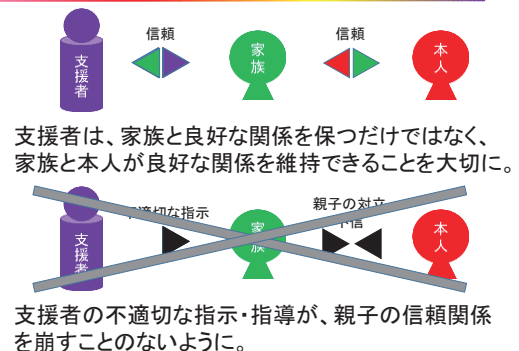 信頼
信頼
支援者
家族
本人
支援者は、家族と良好な関係を保つだけではなく、
家族と本人が良好な関係を維持できることを大切に。
適切な指示
親子の対立
不信
支援者
家族
本人
支援者の不適切な指示・指導が、親子の信頼関係
を崩すことのないように。